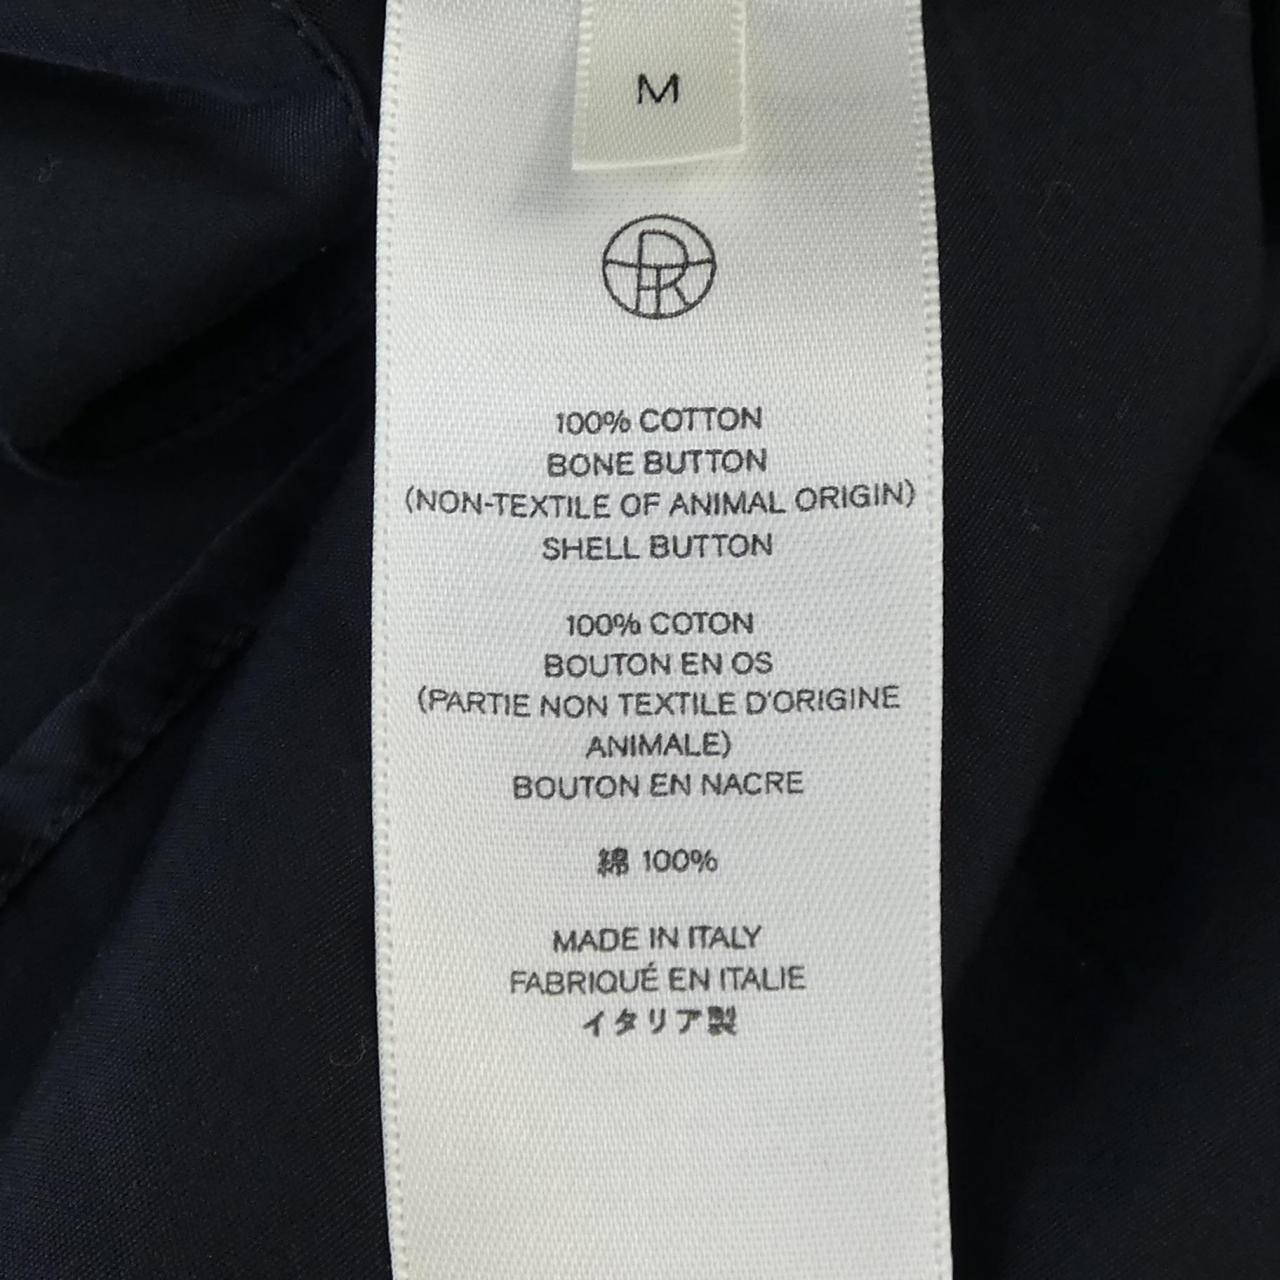 M
100% COTTON
BONE BUTTON
(NON-TEXTILE OF ANIMAL ORIGIN)
SHELL BUTTON
100% COTON
BOUTON EN OS
(PARTIE NON TEXTILE D'ORIGINE
ANIMALE)
BOUTON EN NACRE
綿 100%
MADE IN ITALY
FABRIQUÉ EN ITALIE
イタリア製